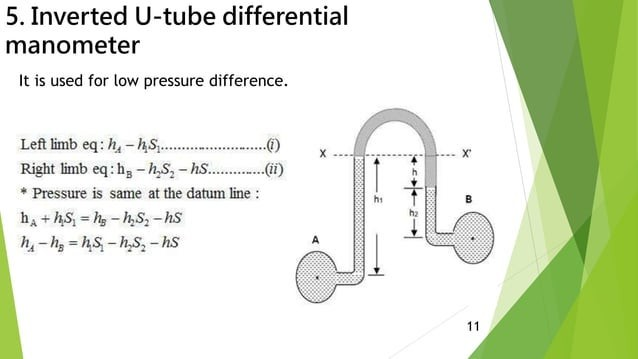 5. Inverted U-tube differential
manometer
It is used for low pressure difference.
Left limb eq : hA – h1S1..........................(i)
Right limb eq : hB – h2S2 – hS..............(ii)
* Pressure is same at the datum line :
hA + h1S1 = hB – h2S2 – hS
hA – hB = h1S1 – h2S2 – hS
X
X'
h
h1
h2
B
A
11